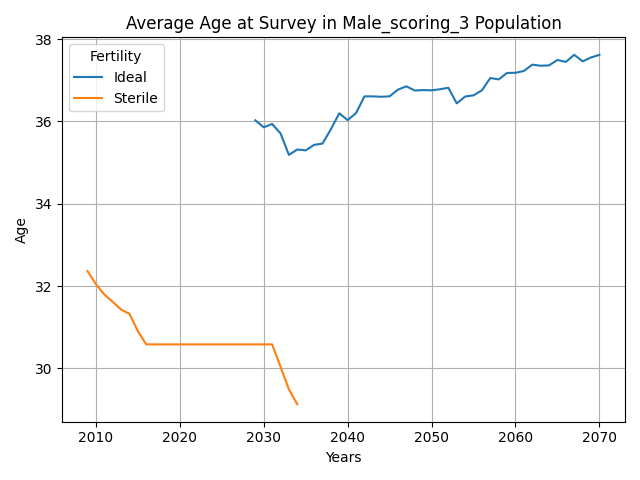 Average Age at Survey in Male_scoring_3 Population
Fertility
Ideal
Sterile
38
36
34
32
30
Age
2010 2020 2030 2040 2050 2060 2070
Years